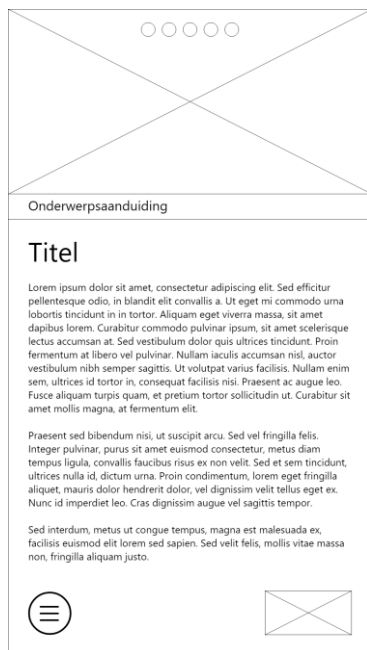 Onderwerpsaanduiding
Titel
Lorem ipsum dolor sit amet, consectetur adipiscing elit. Sed efficitur
pellentesque odio, in blandit elit convallis a. Ut eget mi commodo urna
lobortis tincidunt in in tortor. Aliquam eget viverra massa, sit amet
dapibus lorem. Curabitur commodo pulvinar ipsum, sit amet scelerisque
lectus accumsan at. Sed vestibulum dolor quis ultrices tincidunt. Proin
fermentum at libero vel pulvinar. Nullam iaculis accumsan nisl, auctor
vestibulum nibh semper sagittis. Ut volutpat varius facilisis. Nullam enim
sem, ultrices id tortor in, consequat facilisis nisi. Praesent ac augue leo.
Fusce aliquam turpis quam, et pretium tortor sollicitudin ut. Curabitur sit
amet mollis magna, at fermentum elit.
Praesent sed bibendum nisi, ut suscipit arcu. Sed vel fringilla felis.
Integer pulvinar, purus sit amet euismod consectetur, metus diam
tempus ligula, convallis faucibus risus ex non velit. Sed et sem tincidunt,
ultrices nulla id, dictum urna. Proin condimentum, lorem eget fringilla
aliquet, mauris dolor hendrerit dolor, vel dignissim velit tellus eget ex.
Nunc id imperdiet leo. Cras dignissim augue vel sagittis tempor.
Sed interdum, metus ut congue tempus, magna est malesuada ex,
facilisis euismod elit lorem sed sapien. Sed velit felis, mollis vitae massa
non, fringilla aliquam justo.